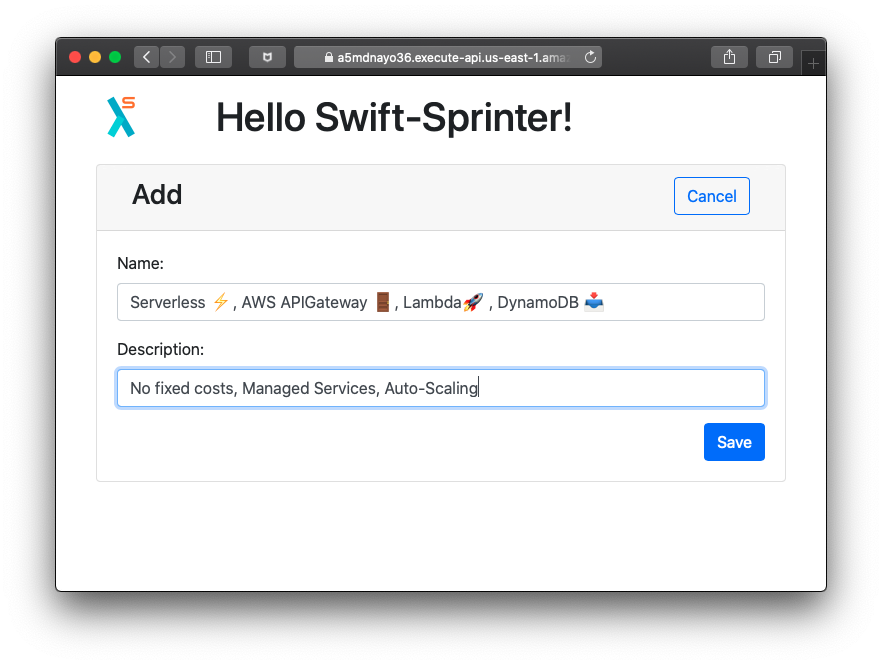 a5mdnayo36.execute-api.us-east-1.ama
S
Hello Swift-Sprinter!
Add
Cancel
Name:
Serverless ⚡, AWS APIGateway 🚪, Lambda🚀 , DynamoDB 📥
Description:
No fixed costs, Managed Services, Auto-Scaling
Save